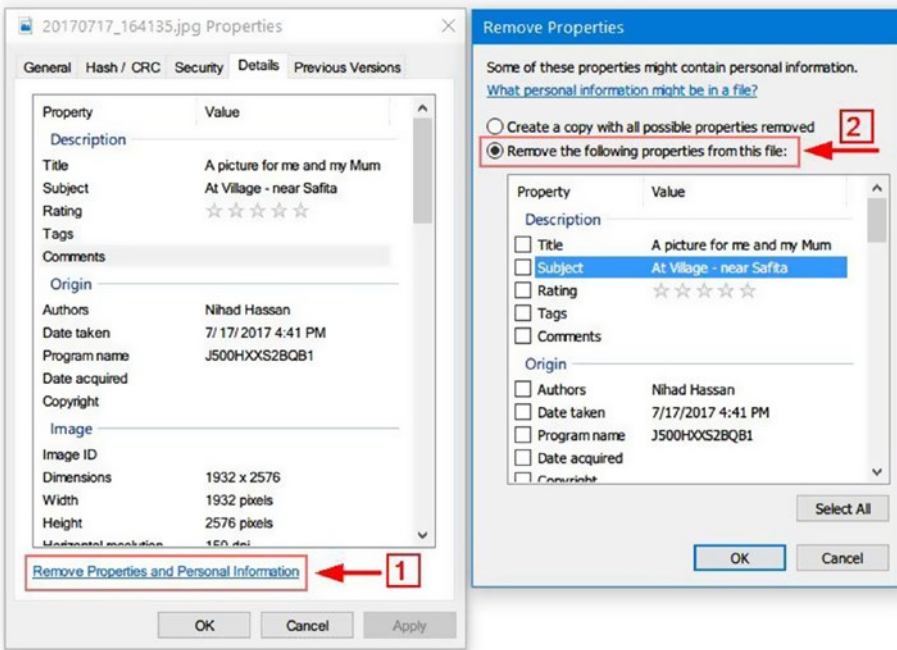 20170717_164135.jpg Properties
General Hash / CRC Security Details Previous Versions
Property Value
Description
Title A picture for me and my Mum
Subject At Village - near Safita
Rating
Tags
Comments
Origin
Authors Nihad Hassan
Date taken 7/17/2017 4:41 PM
Program name J500HXXS2BQB1
Date acquired
Copyright
Image
Image ID
Dimensions 1932 x 2576
Width 1932 pixels
Height 2576 pixels
Horizontal resolution 150 dpi
Remove Properties and Personal Information
1
OK Cancel Apply
Remove Properties
Some of these properties might contain personal information.
What personal information might be in a file?
Create a copy with all possible properties removed
2
Remove the following properties from this file:
Property Value
Description
Title A picture for me and my Mum
Subject At Village - near Safita
Rating
Tags
Comments
Origin
Authors Nihad Hassan
Date taken 7/17/2017 4:41 PM
Program name J500HXXS2BQB1
Date acquired
Copyright
Select All
OK Cancel